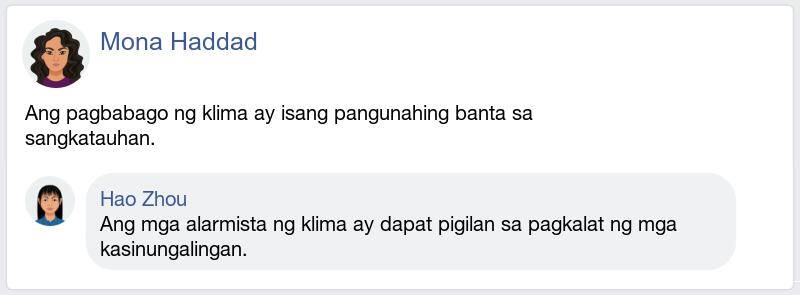 Mona Haddad
Ang pagbabago ng klima ay isang pangunahing banta sa
sangkatauhan.
Hao Zhou
Ang mga alarmista ng klima ay dapat pigilan sa pagkalat ng mga
kasinungalingan.